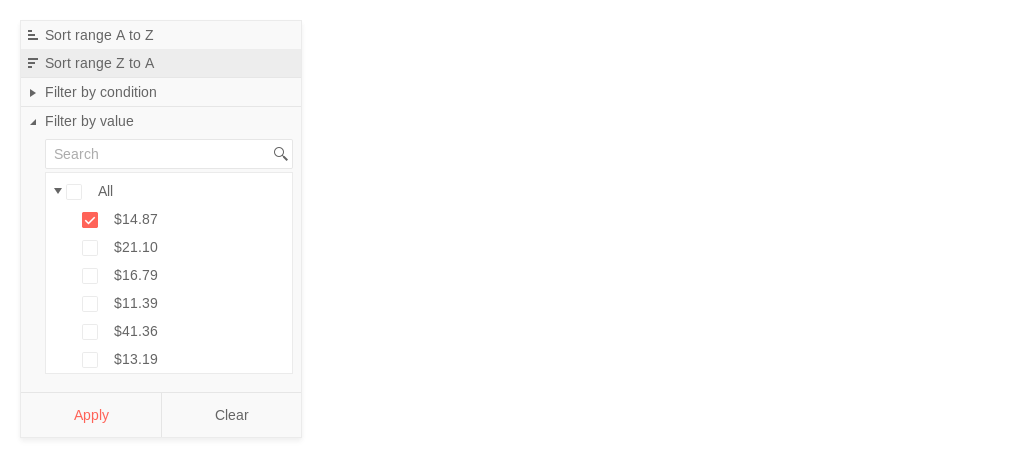 Sort range A to Z
Sort range Z to A
Filter by condition
Filter by value
Search
All
$14.87
$21.10
$16.79
$11.39
$41.36
$13.19
Apply
Clear